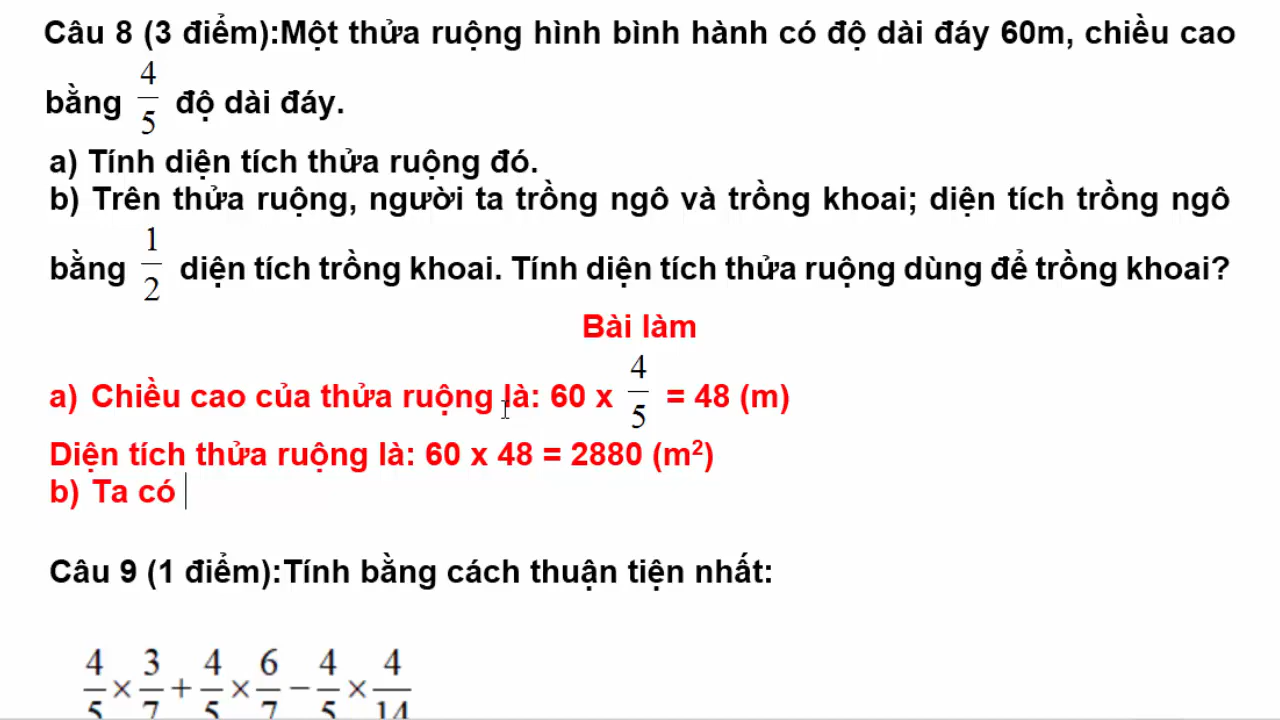 Câu 8 (3 điểm):Một thửa ruộng hình bình hành có độ dài đáy 60m, chiều cao
bằng 4/5 độ dài đáy.
a) Tính diện tích thửa ruộng đó.
b) Trên thửa ruộng, người ta trồng ngô và trồng khoai; diện tích trồng ngô
bằng 1/2 diện tích trồng khoai. Tính diện tích thửa ruộng dùng để trồng khoai?
Bài làm
a) Chiều cao của thửa ruộng là: 60 x 4/5 = 48 (m)
Diện tích thửa ruộng là: 60 x 48 = 2880 (m²)
b) Ta có
Câu 9 (1 điểm):Tính bằng cách thuận tiện nhất:
4/5 × 3/7 + 4/5 × 6/7 − 4/5 × 4/14